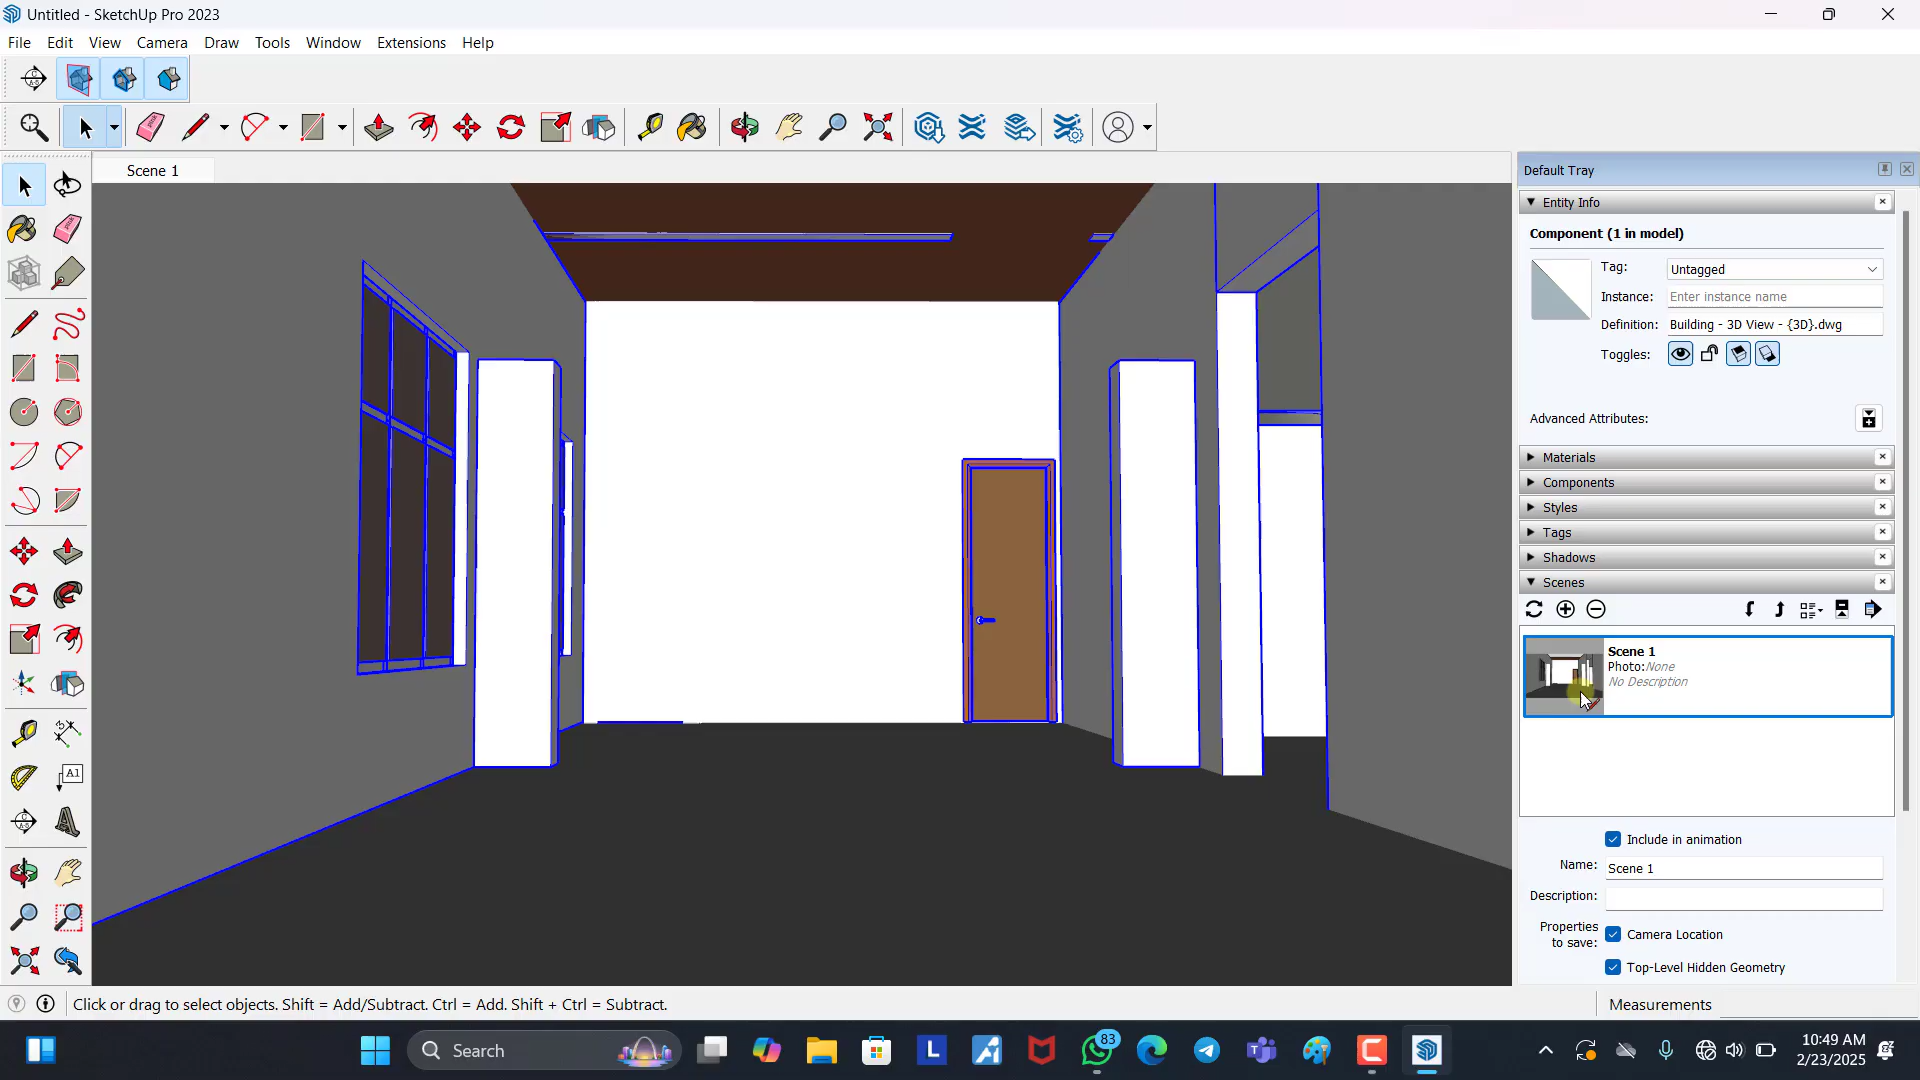 Untitled - SketchUp Pro 2023
File Edit View Camera Draw Tools Window Extensions Help
Scene 1
Default Tray
Entity Info
Component (1 in model)
Tag: Untagged
Instance: Enter instance name
Definition: Building - 3D View - {3D}.dwg
Toggles:
Advanced Attributes:
Materials
Components
Styles
Tags
Shadows
Scenes
Scene 1
Photo: None
No Description
Include in animation
Name: Scene 1
Description:
Properties to save:
Camera Location
Top-Level Hidden Geometry
A1
Click or drag to select objects. Shift = Add/Subtract. Ctrl = Add. Shift + Ctrl = Subtract.
Measurements
Search
83
10:49 AM
2/23/2025